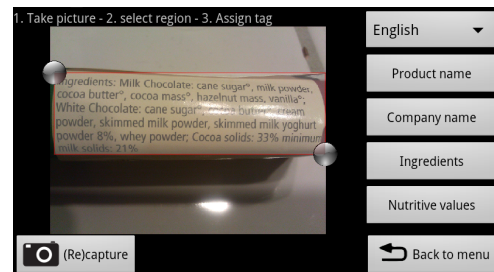 1. Take picture - 2. select region - 3. Assign tag
English
Product name
Company name
Ingredients
Nutritive values
Back to menu
(Re)capture
Ingredients: Milk Chocolate: cane sugar°, milk powder,
cocoa butter°, cocoa mass°, hazelnut mass, vanilla°;
White Chocolate: cane sugar°, cocoa butter° cream
powder, skimmed milk powder, skimmed milk yoghurt
powder 8%, whey powder; Cocoa solids: 33% minimum
milk solids: 21%